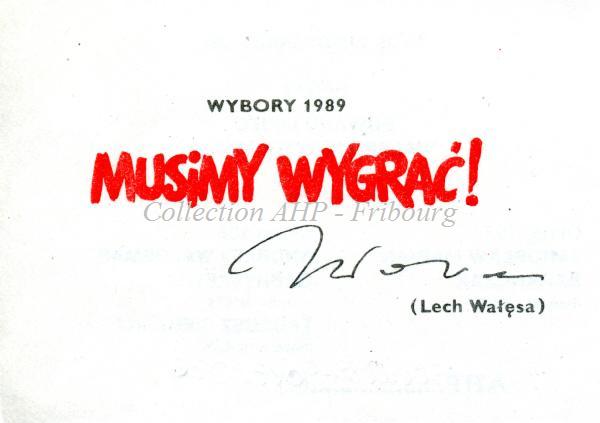 WYBORY 1989
MUSiMY WYGRAĆ!
Collection AHP - Fribourg
(Lech Wałęsa)